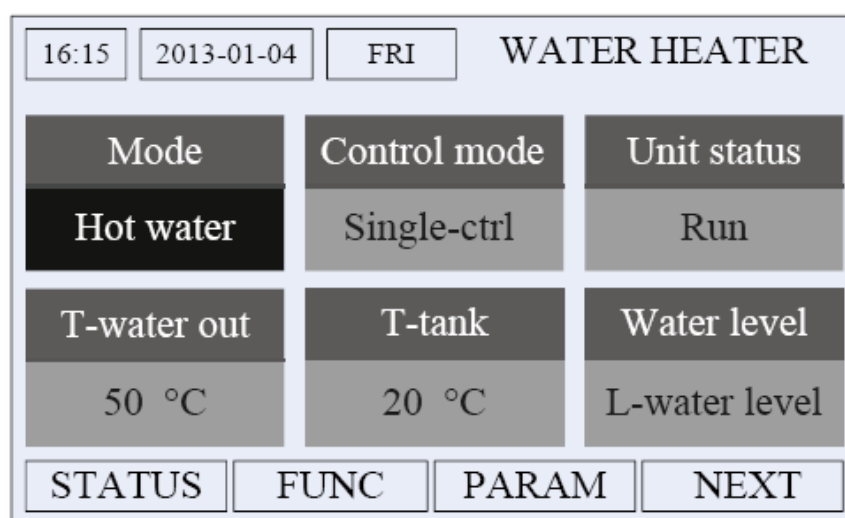 16:15 2013-01-04 FRI WATER HEATER
Mode Control mode Unit status
Hot water Single-ctrl Run
T-water out T-tank Water level
50 °C 20 °C L-water level
STATUS FUNC PARAM NEXT